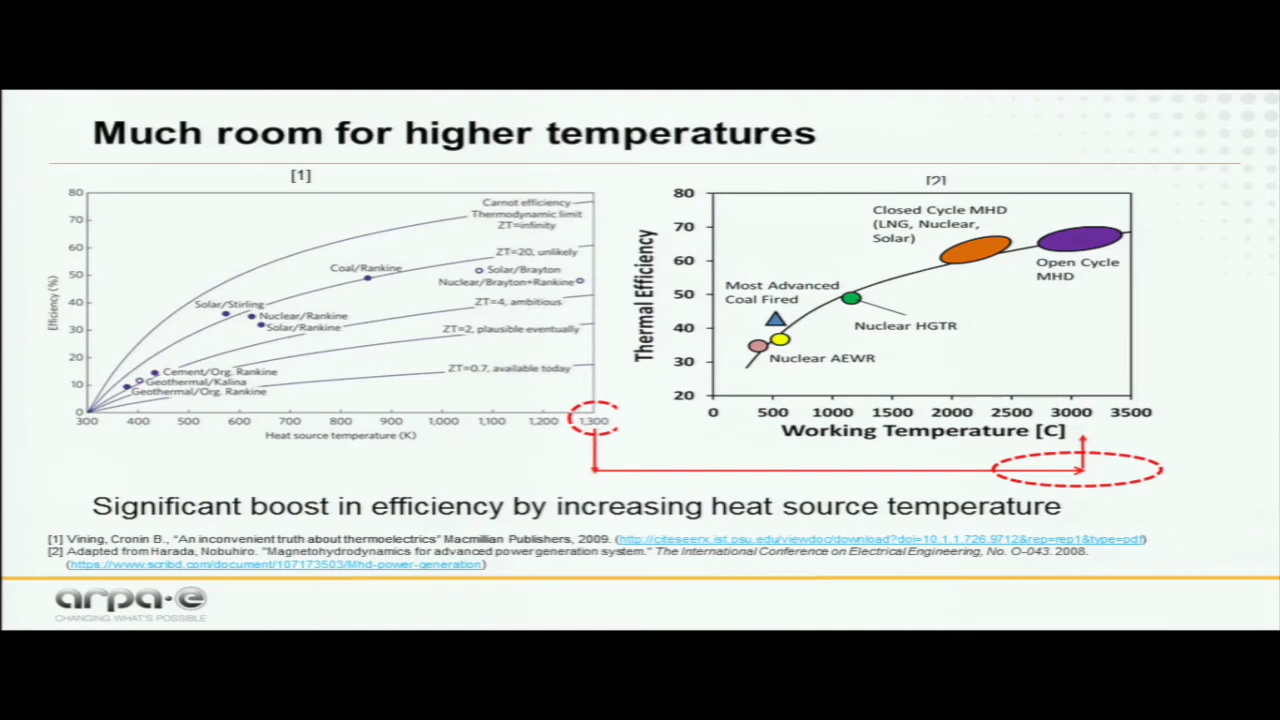 Much room for higher temperatures
[1]
80
70
60
50
40
30
20
10
0
Efficiency (%)
Carnot efficiency
Thermodynamic limit
ZT=infinity
ZT=20, unlikely
Coal/Rankine
Solar/Brayton
Nuclear/Brayton+Rankine
Solar/Stirling
ZT=4, ambitious
Nuclear/Rankine
Solar/Rankine
ZT=2, plausible eventually
Cement/Org. Rankine
ZT=0.7, available today
Geothermal/Kalina
Geothermal/Org. Rankine
300 400 500 600 700 800 900 1,000 1,100 1,200 1,300
Heat source temperature (K)
[2]
80
70
60
50
40
30
20
Thermal Efficiency
Closed Cycle MHD
(LNG, Nuclear,
Solar)
Open Cycle
MHD
Most Advanced
Coal Fired
Nuclear HGTR
Nuclear AEWR
0 500 1000 1500 2000 2500 3000 3500
Working Temperature [C]
Significant boost in efficiency by increasing heat source temperature
[1] Vining, Cronin B., “An inconvenient truth about thermoelectrics” Macmillian Publishers, 2009. (http://citeseerx.ist.psu.edu/viewdoc/download?doi=10.1.1.726.9712&rep=rep1&type=pdf)
[2] Adapted from Harada, Nobuhiro. "Magnetohydrodynamics for advanced power generation system." The International Conference on Electrical Engineering, No. O-043. 2008.
(https://www.scribd.com/document/107173503/Mhd-power-generation)
arpa·e
CHANGING WHAT'S POSSIBLE